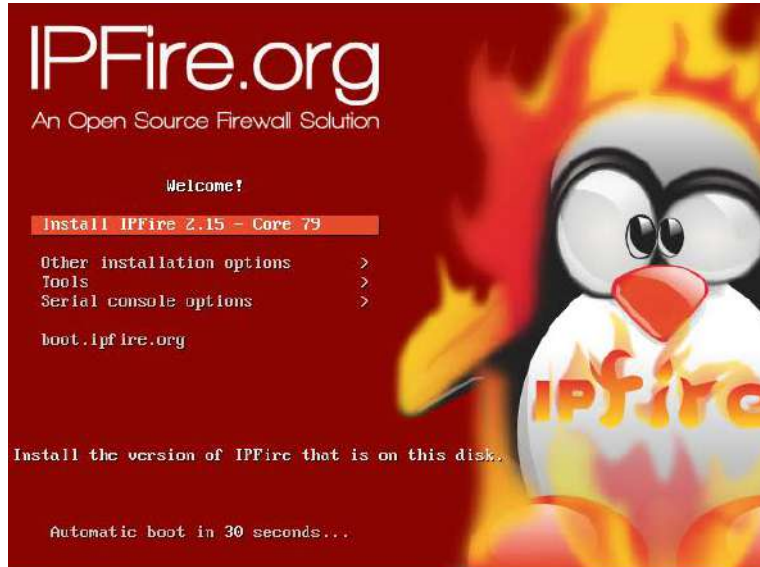 IPFire.org
An Open Source Firewall Solution
Welcome!
Install IPFire 2.15 - Core 79
Other installation options >
Tools >
Serial console options >
boot.ipfire.org
IPfire
Install the version of IPFire that is on this disk.
Automatic boot in 30 seconds...